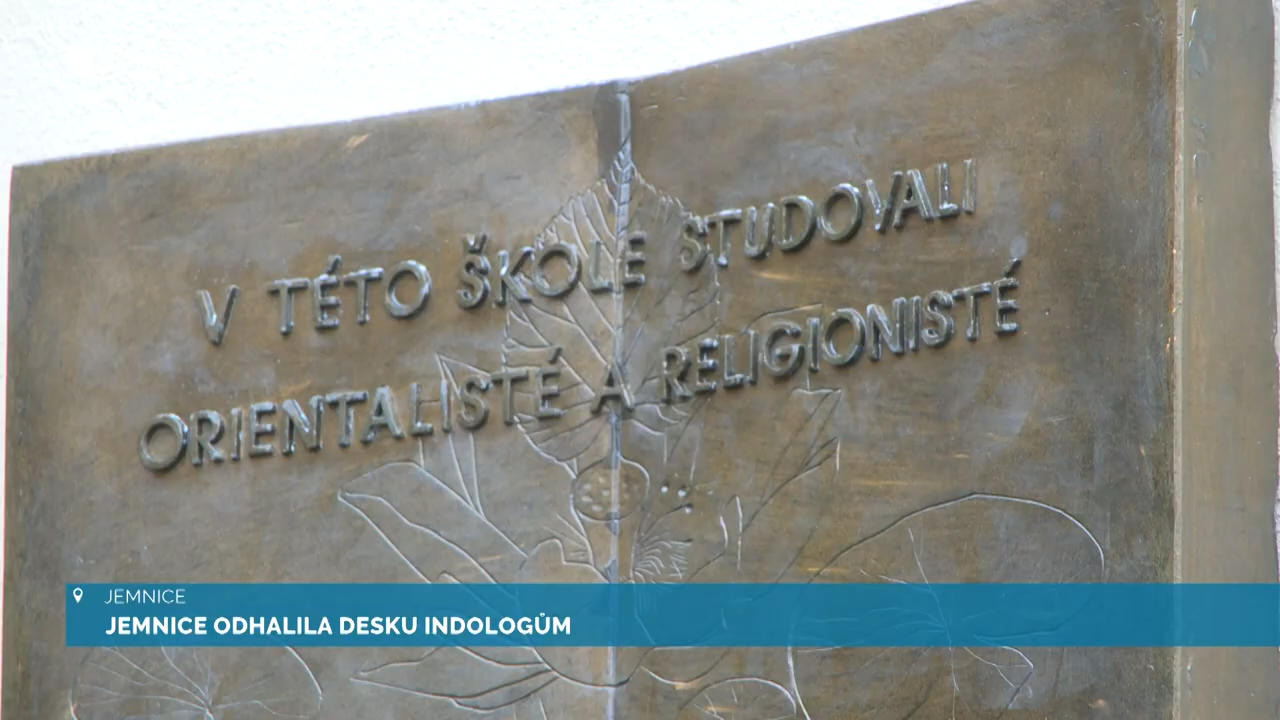 V TÉTO ŠKOLE STUDOVALI
ORIENTALISTÉ A RELIGIONISTÉ
JEMNICE
JEMNICE ODHALILA DESKU INDOLOGŮM